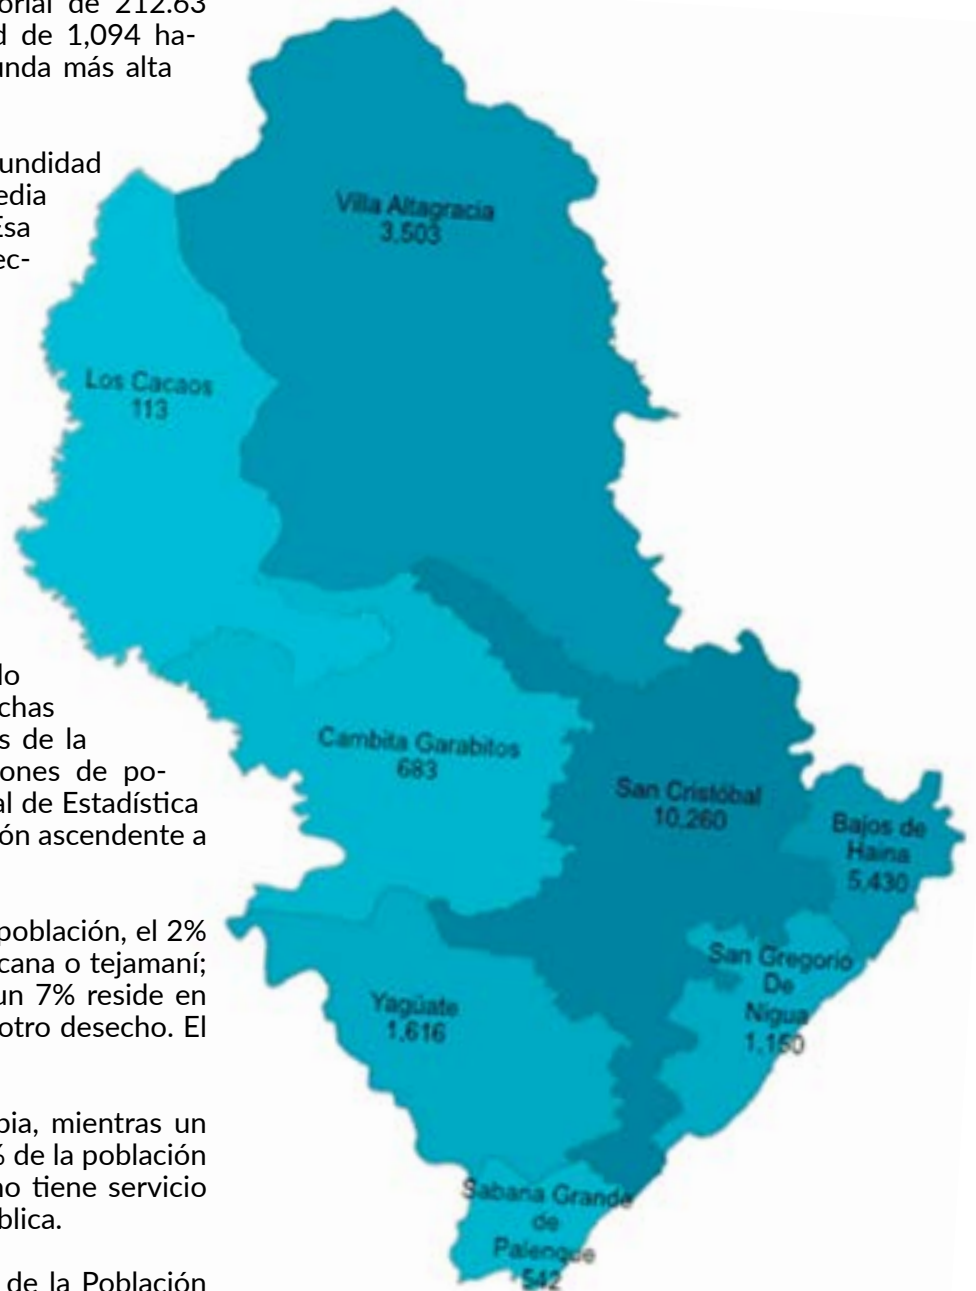 orial de 212.63
d de 1,094 ha-
unda más alta
undidad
edia
Esa
ec-
lo
chas
s de la
ones de po-
al de Estadística
ón ascendente a
población, el 2%
cana o tejamaní;
un 7% reside en
otro desecho. El
bia, mientras un
% de la población
no tiene servicio
blica.
de la Población
Villa Altagracia
3,503
Los Cacaos
113
Cambita Garabitos
683
San Cristóbal
10,260
Bajos de
Haina
5,430
San Gregorio
De
Nigua
1,150
Yagüate
1,616
Sabana Grande
de
Palenque
542